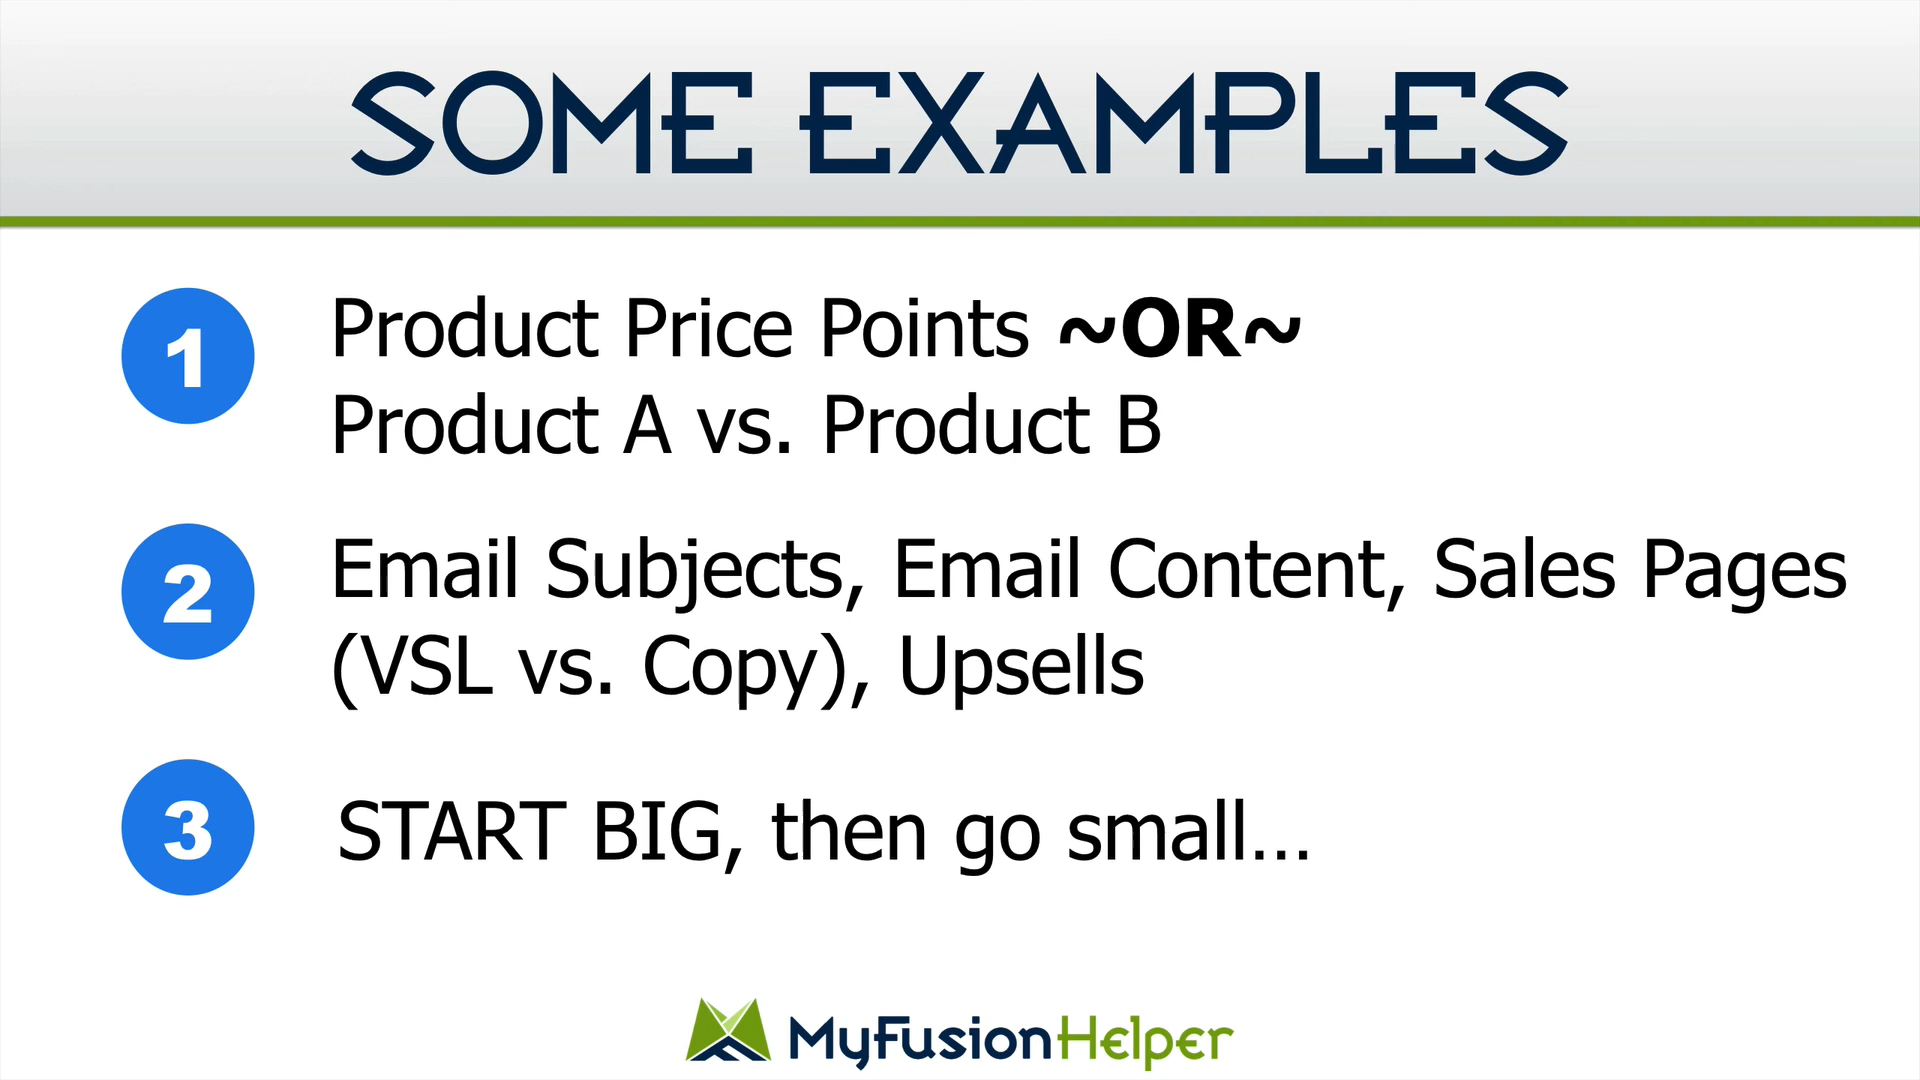 SOME EXAMPLES
1
Product Price Points ~OR~
Product A vs. Product B
2
Email Subjects, Email Content, Sales Pages
(VSL vs. Copy), Upsells
3
START BIG, then go small...
MyFusionHelper